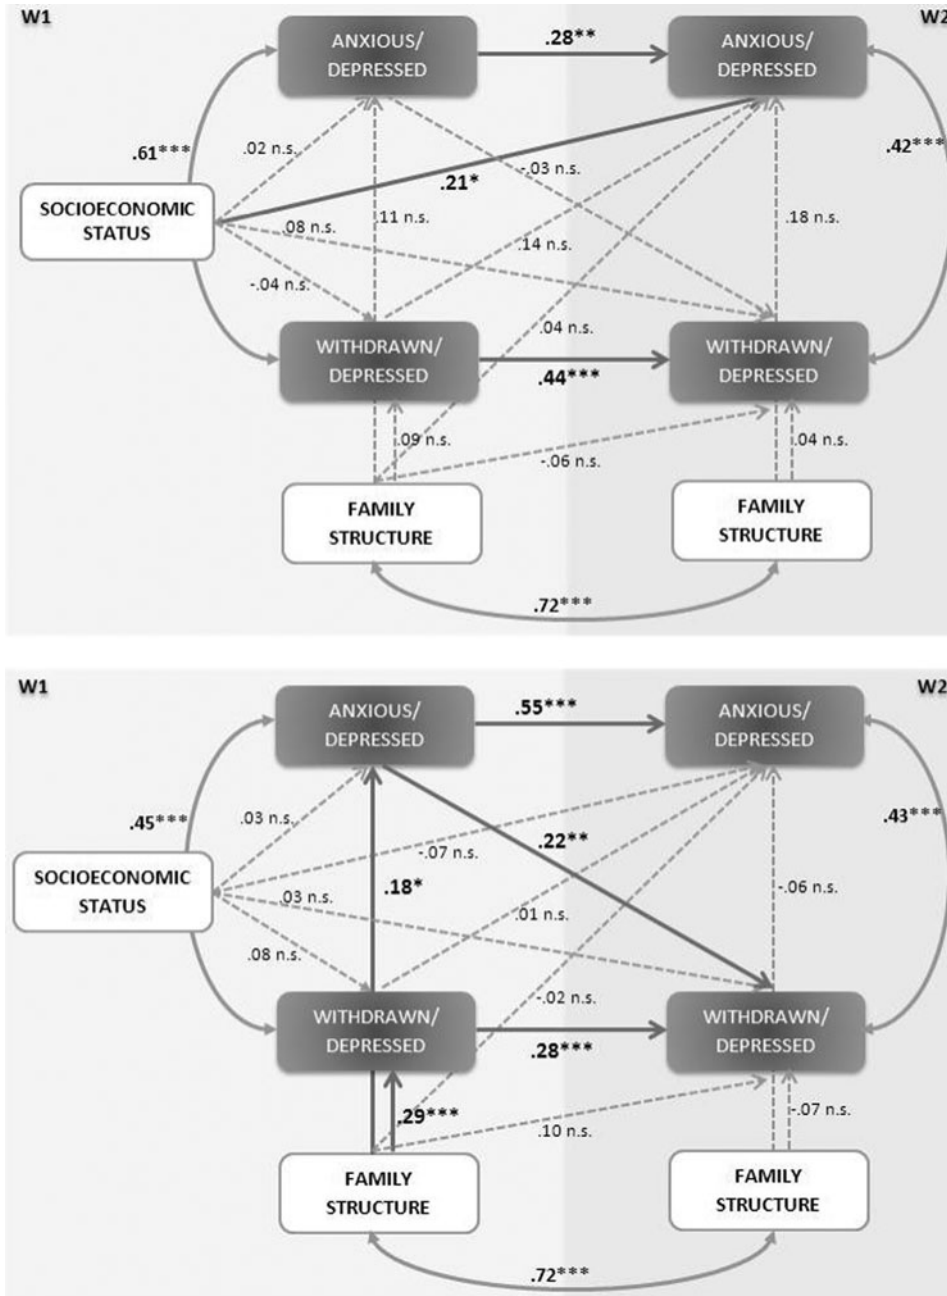 W1
W2
ANXIOUS/
DEPRESSED
.28**
ANXIOUS/
DEPRESSED
.61***
.02 n.s.
-.03 n.s.
.42***
SOCIOECONOMIC
STATUS
.21*
.08 n.s.
.11 n.s.
.14 n.s.
.18 n.s.
-.04 n.s.
.04 n.s.
WITHDRAWN/
DEPRESSED
.44***
WITHDRAWN/
DEPRESSED
.09 n.s.
-.06 n.s.
.04 n.s.
FAMILY
STRUCTURE
FAMILY
STRUCTURE
.72***
W1
W2
ANXIOUS/
DEPRESSED
.55***
ANXIOUS/
DEPRESSED
.45***
.03 n.s.
-.07 n.s.
.22**
.43***
SOCIOECONOMIC
STATUS
.03 n.s.
.18*
.01 n.s.
-.06 n.s.
.08 n.s.
-.02 n.s.
WITHDRAWN/
DEPRESSED
.28***
WITHDRAWN/
DEPRESSED
.29***
.10 n.s.
-.07 n.s.
FAMILY
STRUCTURE
FAMILY
STRUCTURE
.72***